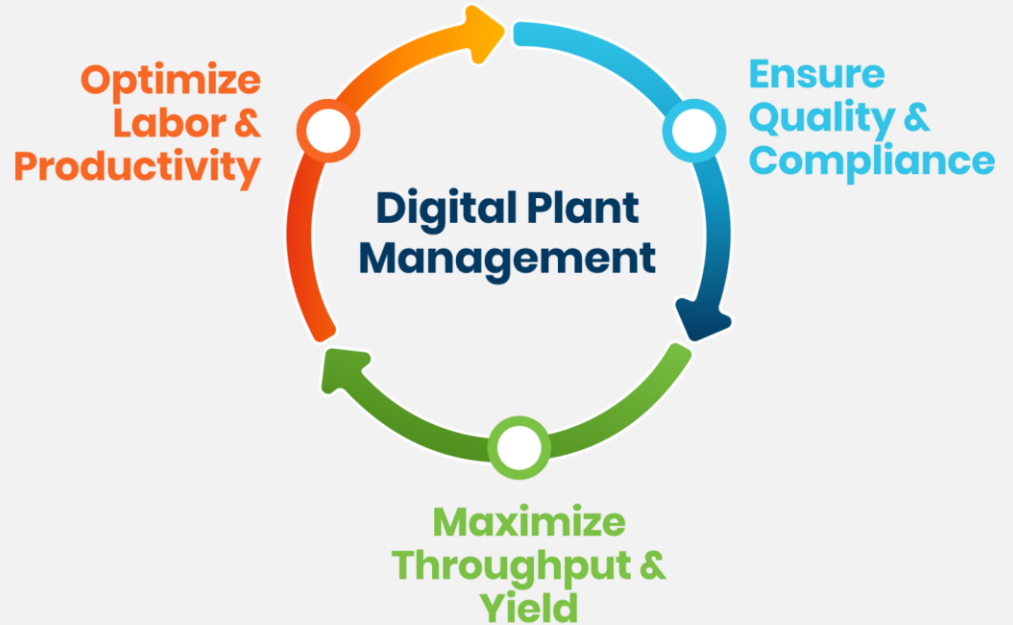 Optimize
Labor &
Productivity
Ensure
Quality &
Compliance
Digital Plant
Management
Maximize
Throughput &
Yield